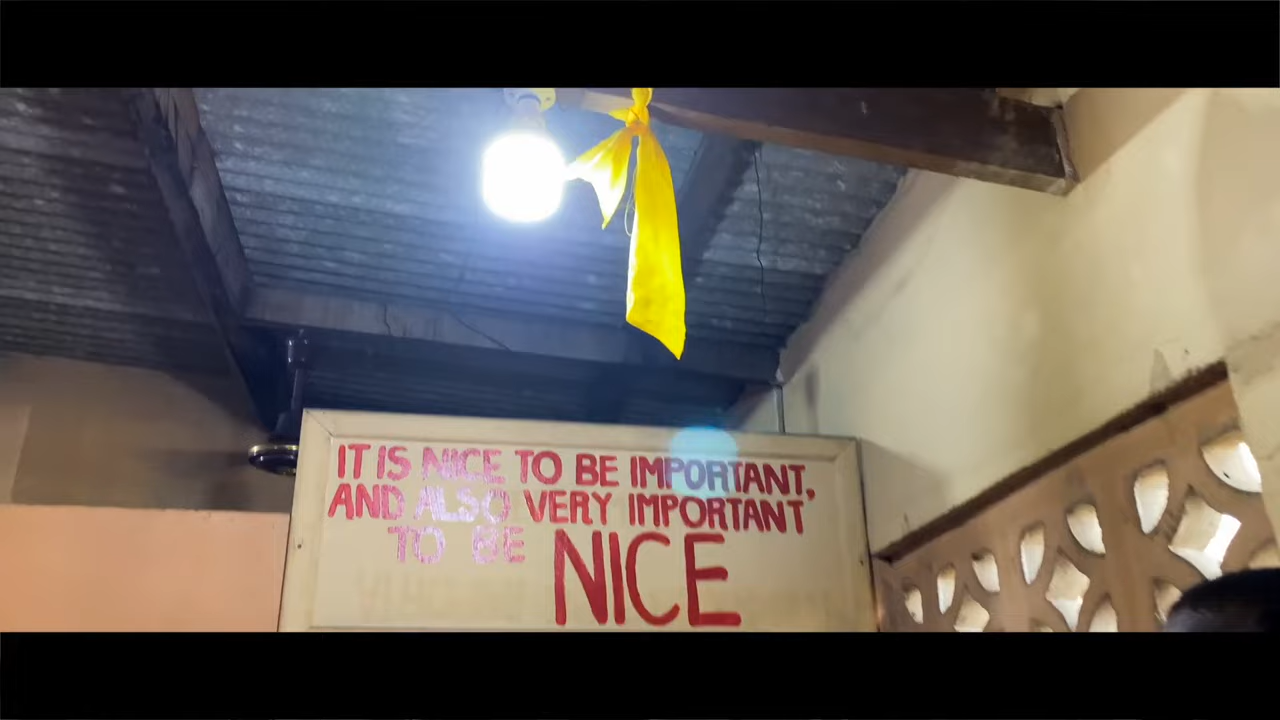 IT IS NICE TO BE IMPORTANT,
AND ALSO VERY IMPORTANT
TO BE NICE